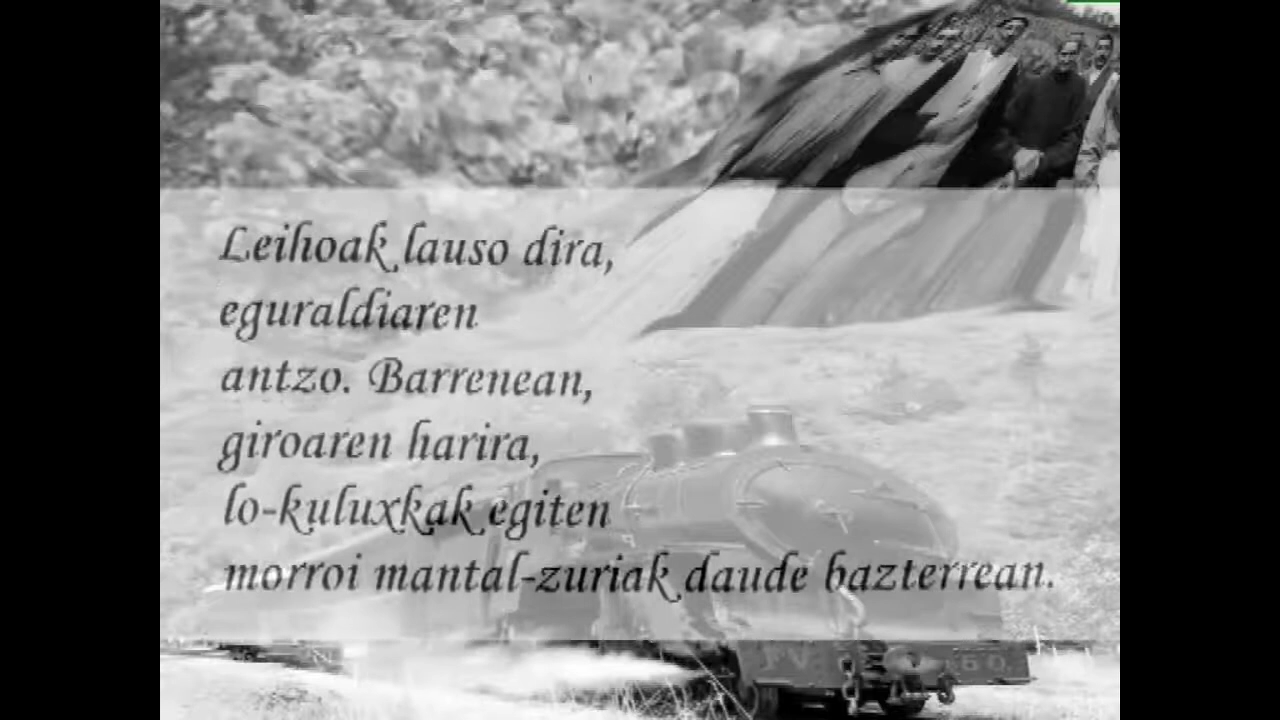 Leihoak lauso dira,
eguraldiaren
antzo. Barrenean,
giroaren harira,
lo-kuluxkak egiten
morroi mantal-zuriak daude bazterrean.